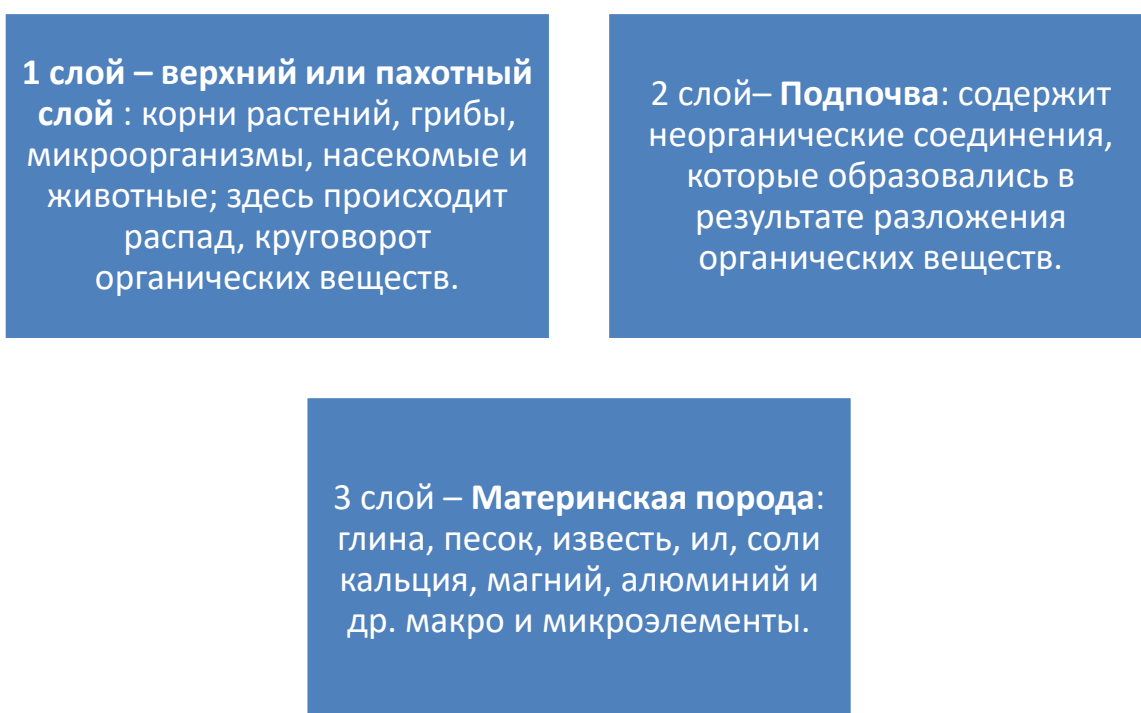 1 слой – верхний или пахотный
слой : корни растений, грибы,
микроорганизмы, насекомые и
животные; здесь происходит
распад, круговорот
органических веществ.
2 слой– Подпочва: содержит
неорганические соединения,
которые образовались в
результате разложения
органических веществ.
3 слой – Материнская порода:
глина, песок, известь, ил, соли
кальция, магний, алюминий и
др. макро и микроэлементы.